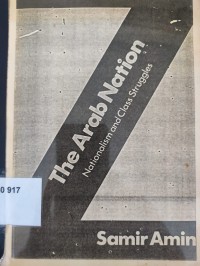 The Arab Nation
Nationalism and Class Struggles
0 917
Samir Amin